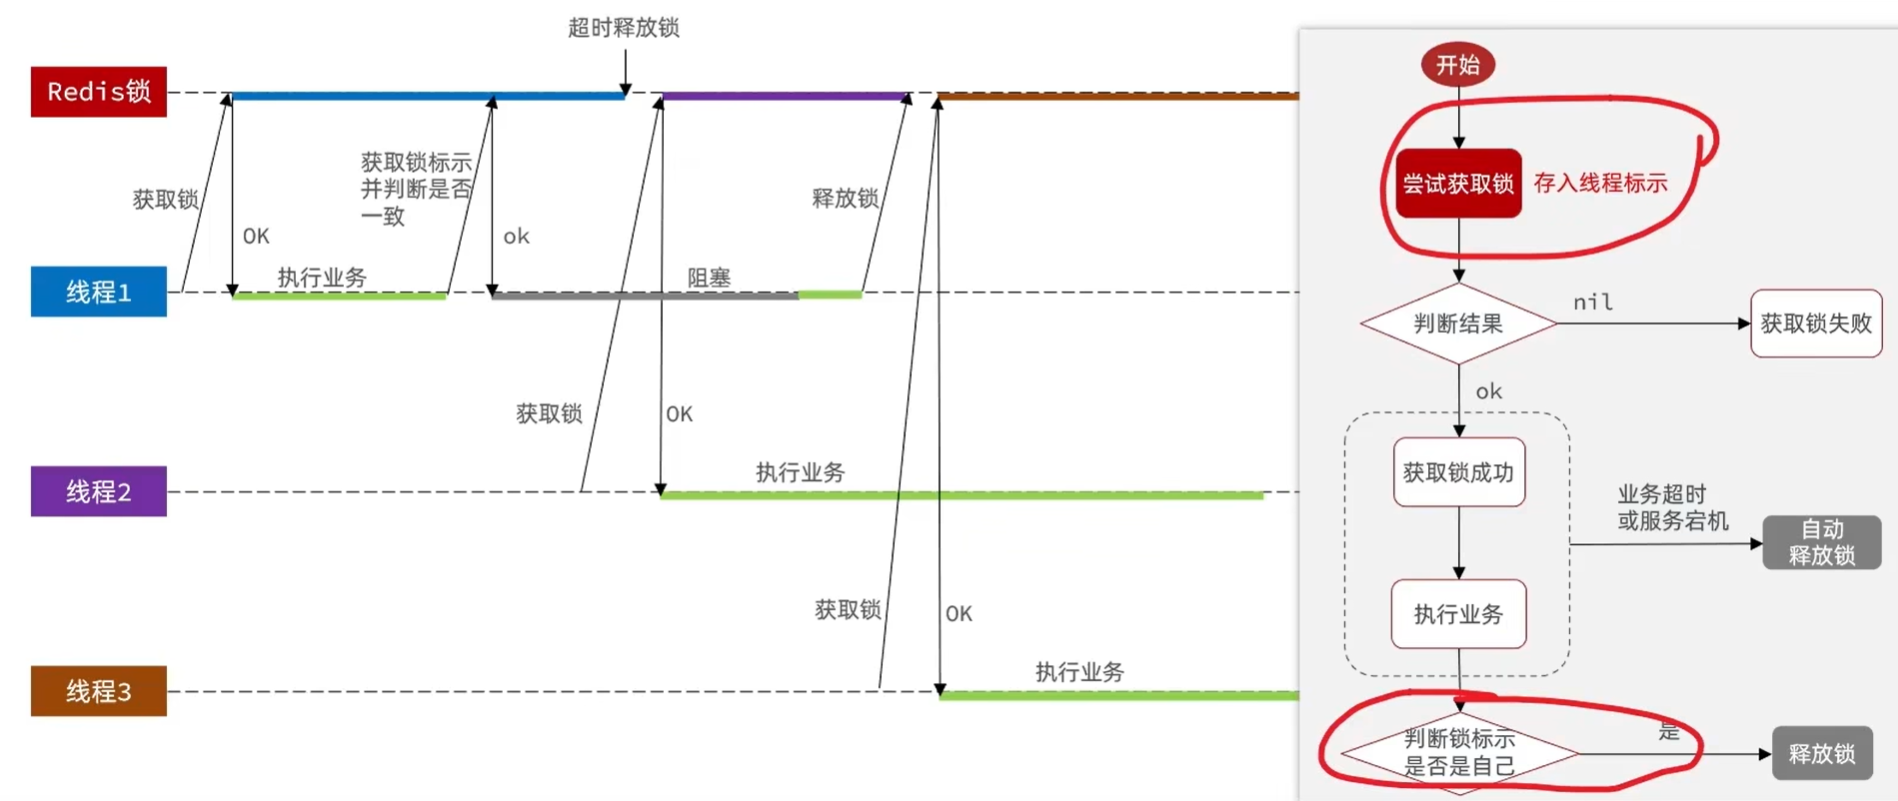 超时释放锁
Redis锁
获取锁
OK
获取锁标示
并判断是否
一致
ok
释放锁
线程1
执行业务
阻塞
获取锁
OK
线程2
执行业务
获取锁
OK
线程3
执行业务
开始
尝试获取锁
存入线程标示
判断结果
nil
获取锁失败
ok
获取锁成功
业务超时
或服务宕机
自动
释放锁
执行业务
判断锁标示
是否是自己
是
释放锁